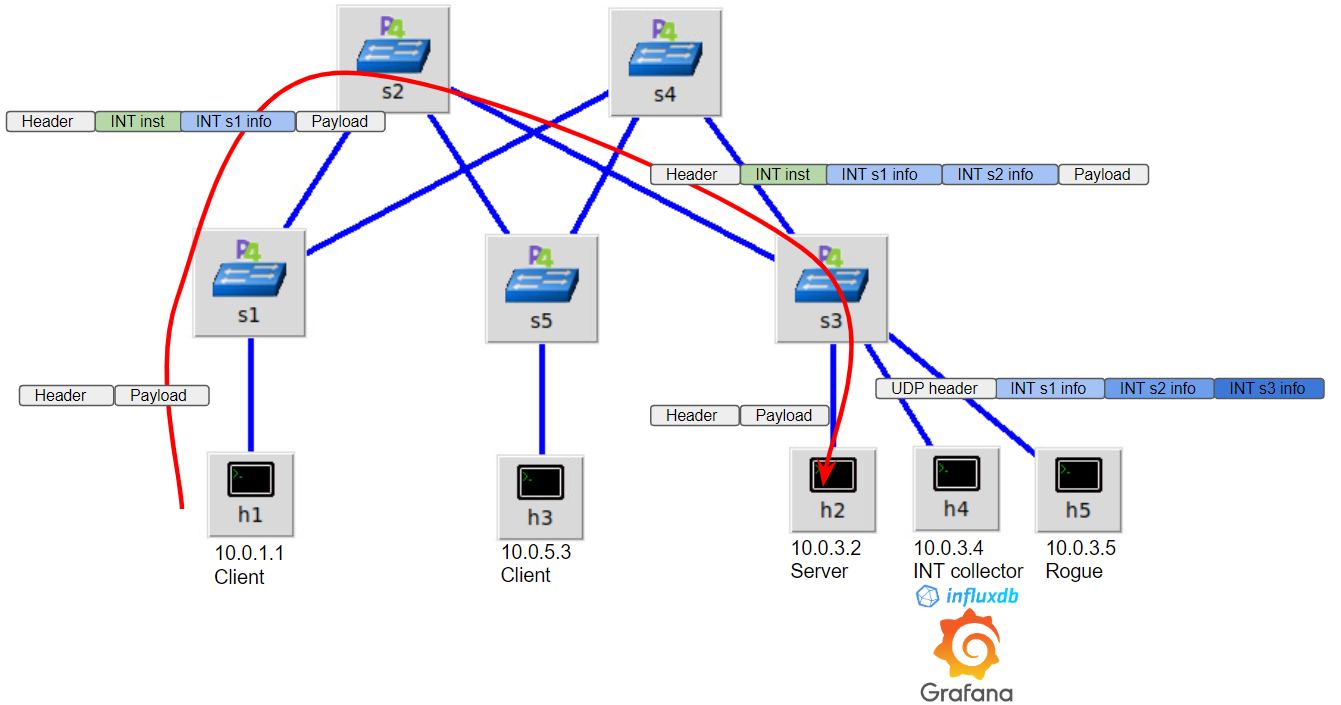 P4
s2
P4
s4
Header INT inst INT s1 info Payload
Header INT inst INT s1 info INT s2 info Payload
P4
s1
P4
s5
P4
s3
Header Payload
UDP header INT s1 info INT s2 info INT s3 info
Header Payload
>_
h1
>_
h3
>_
h2
>_
h4
>_
h5
10.0.1.1
Client
10.0.5.3
Client
10.0.3.2
Server
10.0.3.4
INT collector
influxdb
Grafana
10.0.3.5
Rogue